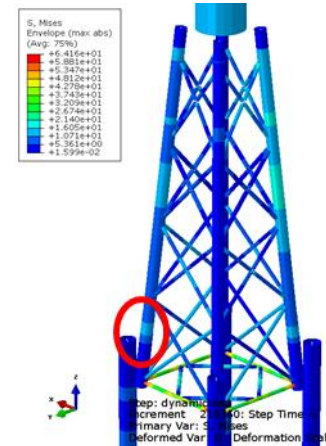 S, Mises
Envelope (max abs)
(Avg: 75%)
+6.416e+01
+5.881e+01
+5.347e+01
+4.812e+01
+4.278e+01
+3.743e+01
+3.209e+01
+2.674e+01
+2.140e+01
+1.605e+01
+1.071e+01
+5.361e+00
+1.599e-02
Z
X
Y
Step: dynamic
Increment
Step Time
Primary Var: S, Mises
Deformed Var: Deformation